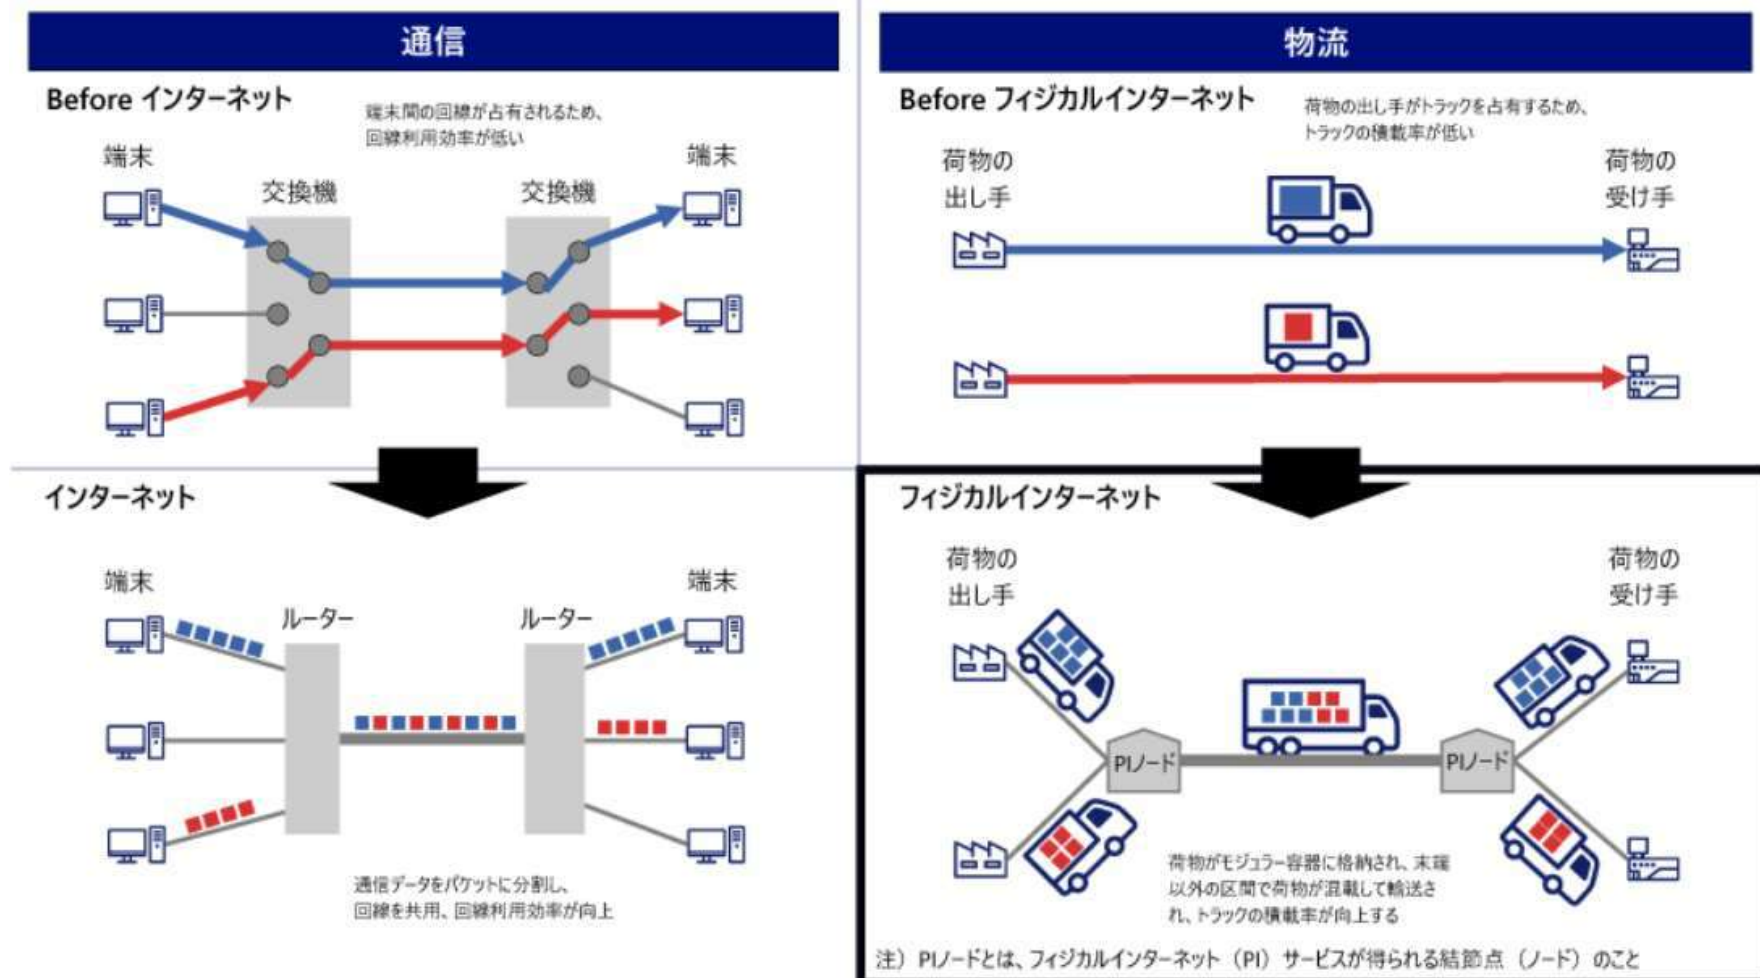 通信
Before インターネット
端末間の回線が占有されるため、
回線利用効率が低い
端末
交換機
交換機
端末
物流
Before フィジカルインターネット
荷物の出し手がトラックを占有するため、
トラックの積載率が低い
荷物の
出し手
荷物の
受け手
インターネット
端末
ルーター
ルーター
端末
通信データをパケットに分割し、
回線を共用、回線利用効率が向上
フィジカルインターネット
荷物の
出し手
荷物の
受け手
PIノード
PIノード
荷物がモジュラー容器に格納され、末端
以外の区間で荷物が混載して輸送さ
れ、トラックの積載率が向上する
注）PIノードとは、フィジカルインターネット（PI）サービスが得られる結節点（ノード）のこと